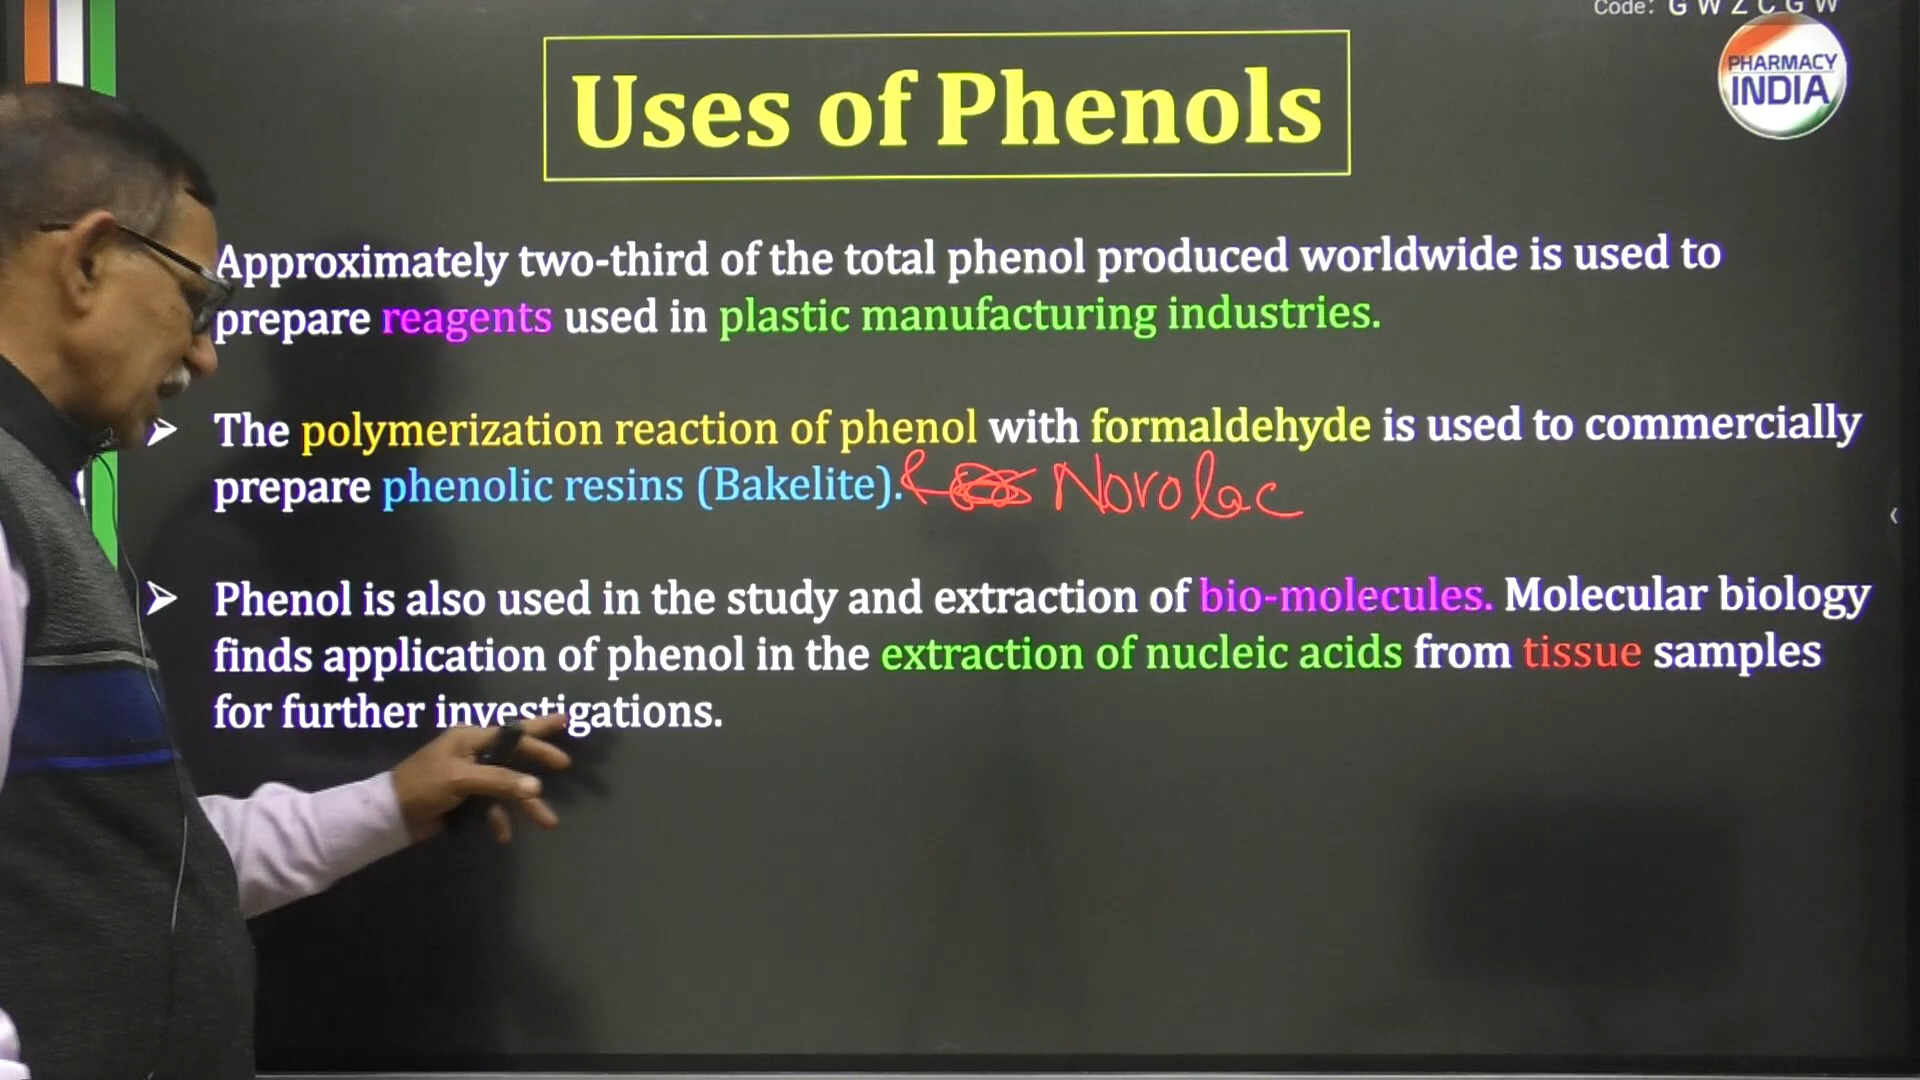 Code: G W Z C G W
PHARMACY
INDIA
Uses of Phenols
Approximately two-third of the total phenol produced worldwide is used to
prepare reagents used in plastic manufacturing industries.
➤ The polymerization reaction of phenol with formaldehyde is used to commercially
prepare phenolic resins (Bakelite). Novolac
➤ Phenol is also used in the study and extraction of bio-molecules. Molecular biology
finds application of phenol in the extraction of nucleic acids from tissue samples
for further investigations.